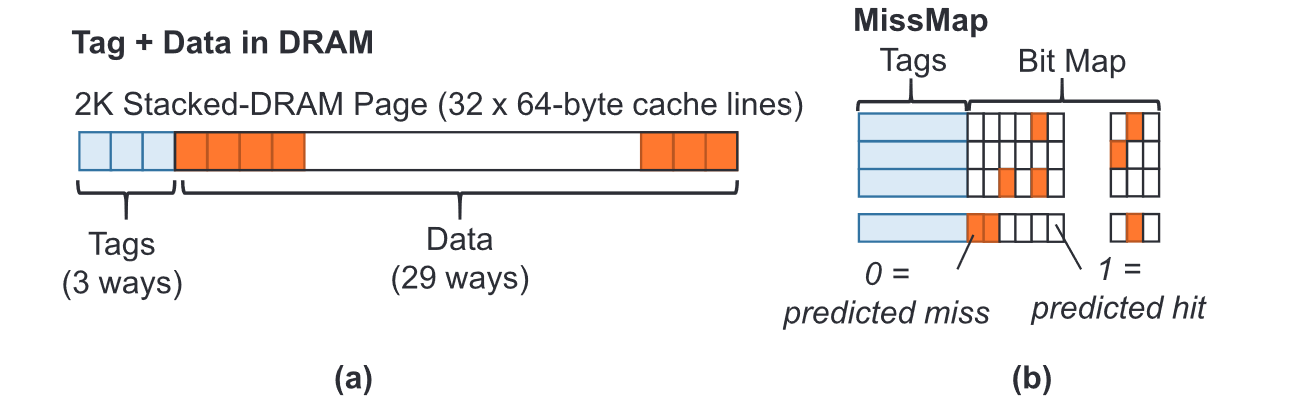 Tag + Data in DRAM
2K Stacked-DRAM Page (32 x 64-byte cache lines)
Tags
(3 ways)
Data
(29 ways)
(a)
MissMap
Tags
Bit Map
0 =
predicted miss
1 =
predicted hit
(b)